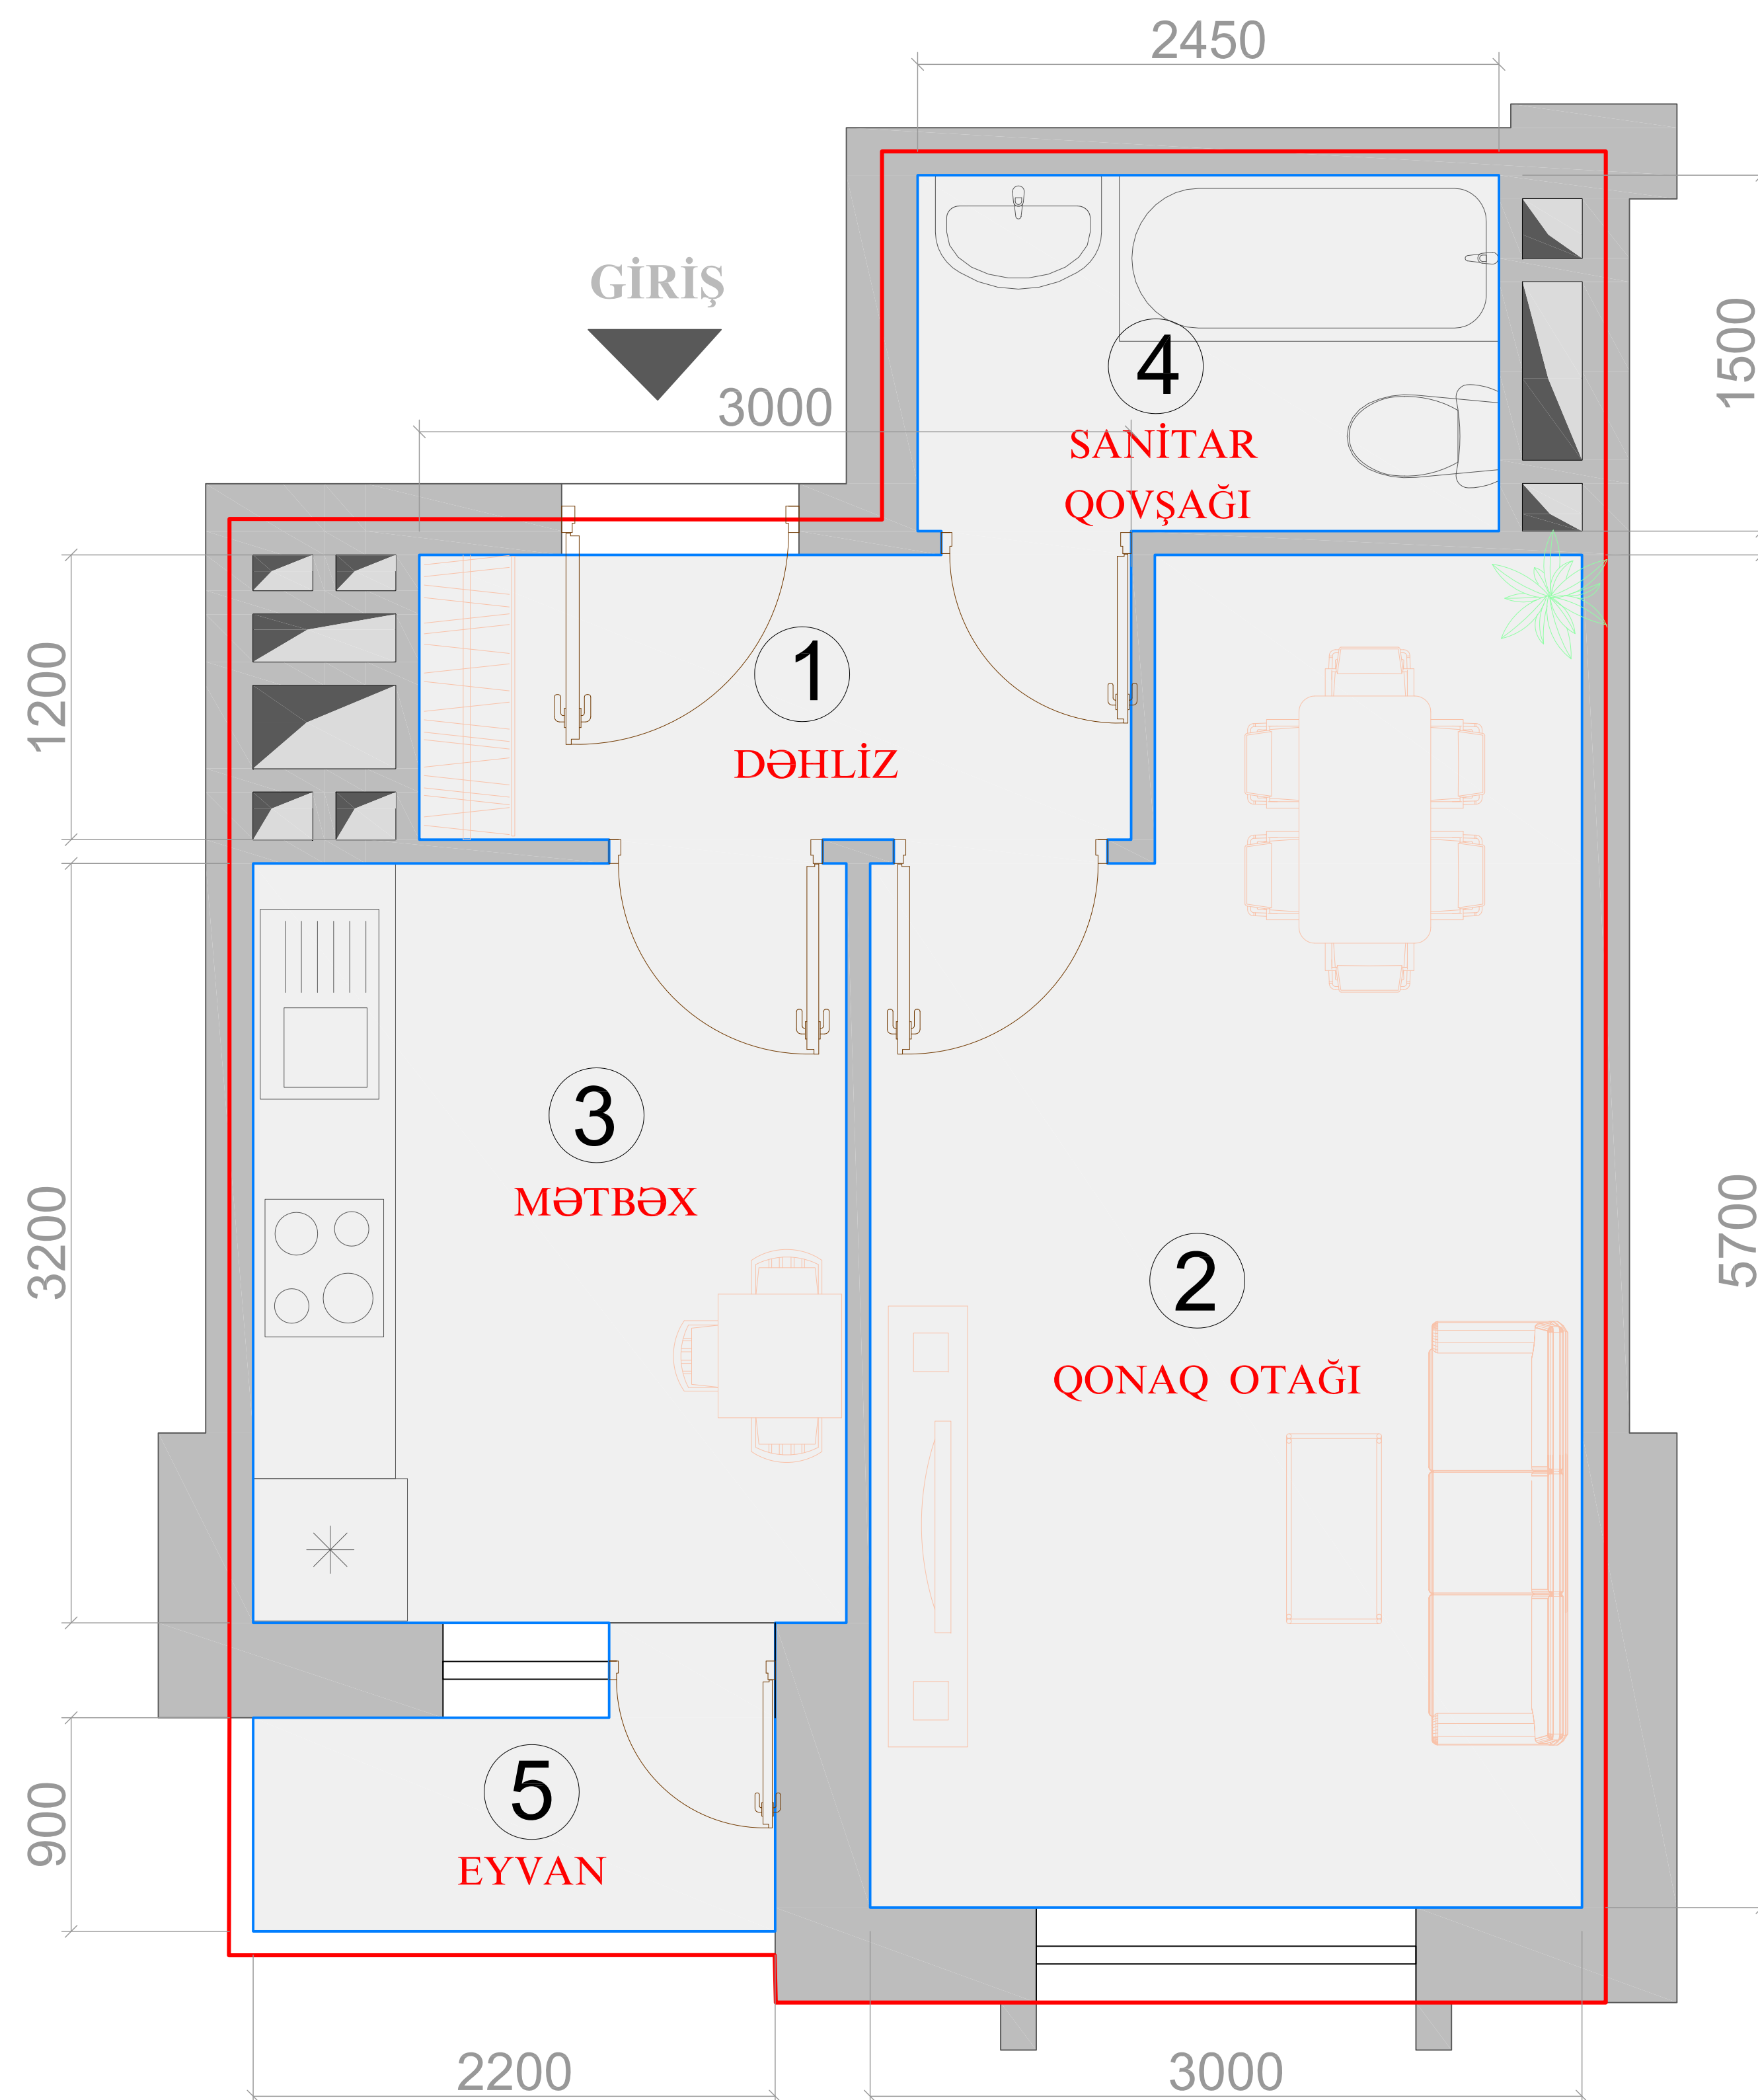 2450
GİRİŞ
3000
1500
4
SANİTAR
QOVŞAĞI
1200
1
DƏHLİZ
3200
3
MƏTBƏX
5700
2
QONAQ OTAĞI
900
5
EYVAN
2200
3000